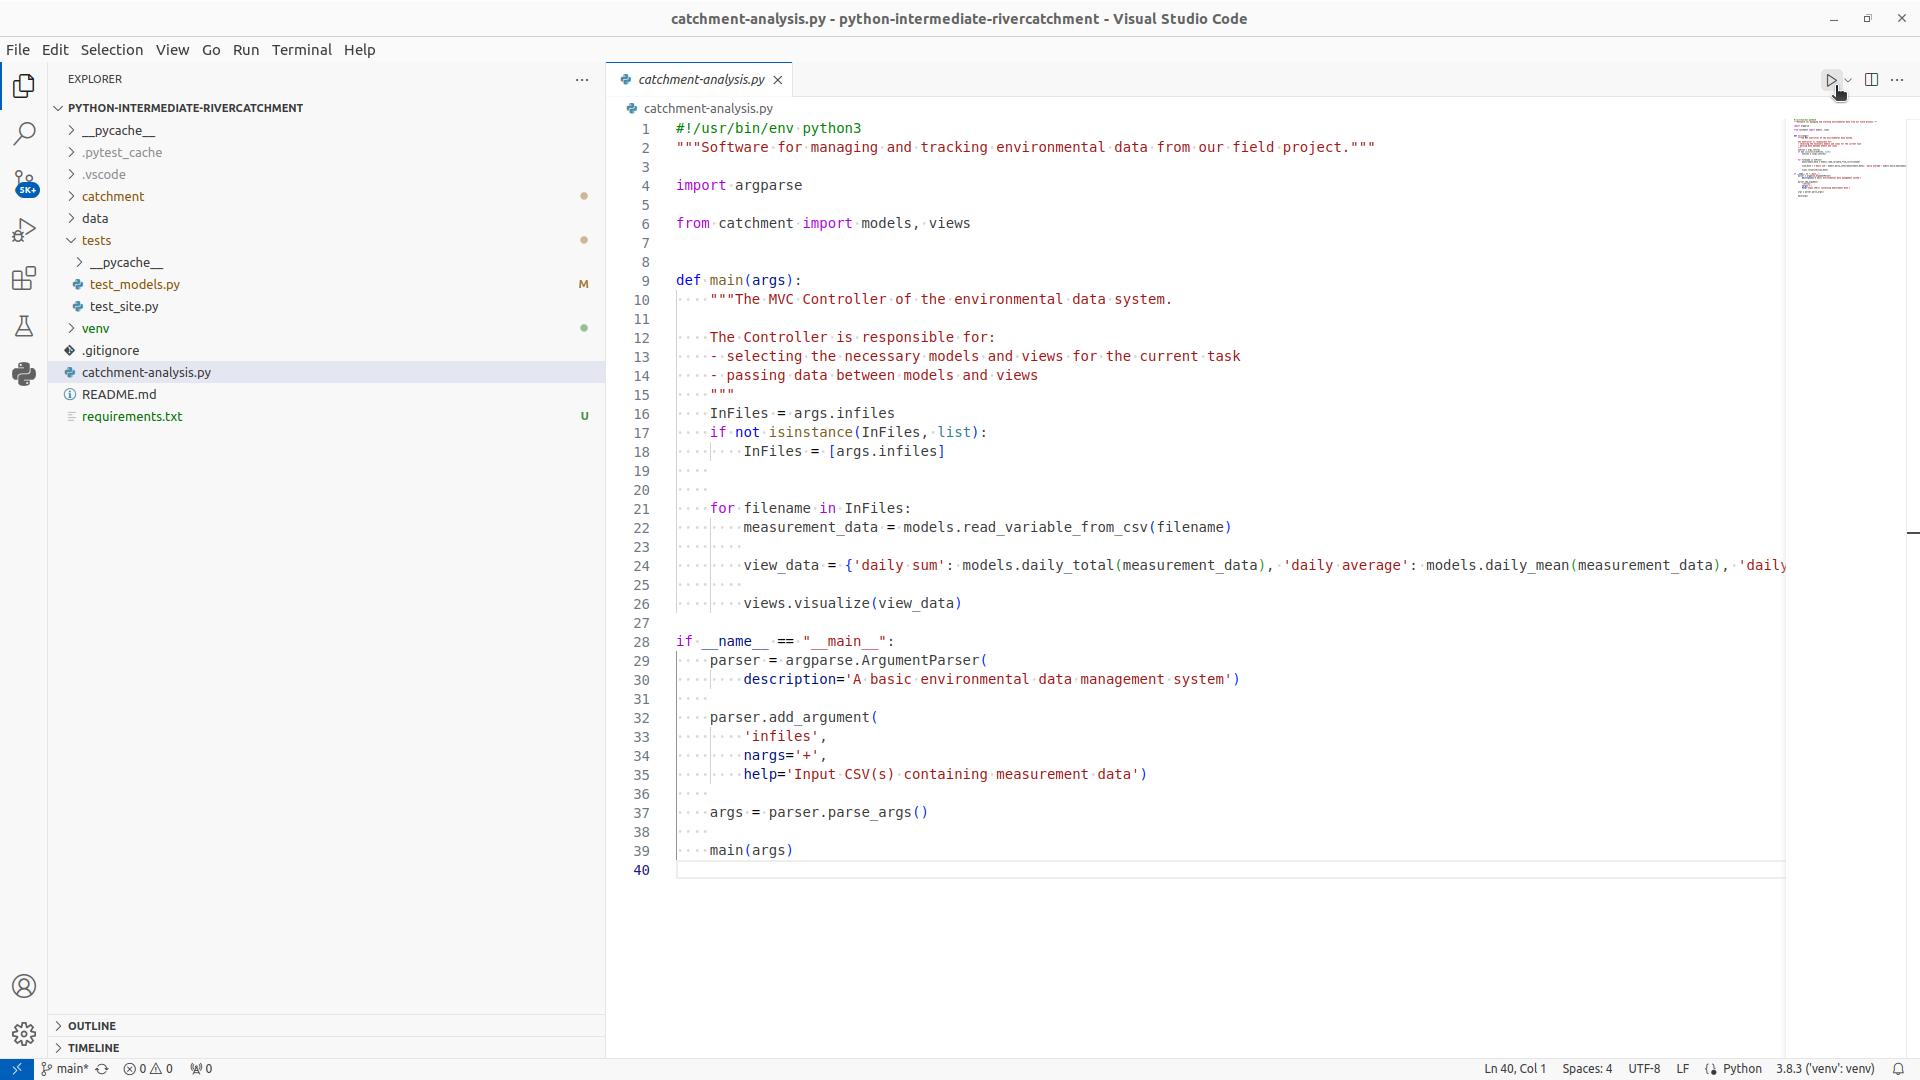 catchment-analysis.py - python-intermediate-rivercatchment - Visual Studio Code
File Edit Selection View Go Run Terminal Help
EXPLORER
PYTHON-INTERMEDIATE-RIVERCATCHMENT
__pycache__
.pytest_cache
.vscode
catchment
data
tests
__pycache__
test_models.py M
test_site.py
venv
.gitignore
catchment-analysis.py
README.md
requirements.txt U
OUTLINE
TIMELINE
5K+
catchment-analysis.py
catchment-analysis.py
1 #!/usr/bin/env python3
2 """Software for managing and tracking environmental data from our field project."""
3
4 import argparse
5
6 from catchment import models, views
7
8
9 def main(args):
10     """The MVC Controller of the environmental data system.
11
12     The Controller is responsible for:
13     - selecting the necessary models and views for the current task
14     - passing data between models and views
15     """
16     InFiles = args.infiles
17     if not isinstance(InFiles, list):
18         InFiles = [args.infiles]
19
20
21     for filename in InFiles:
22         measurement_data = models.read_variable_from_csv(filename)
23
24         view_data = {'daily sum': models.daily_total(measurement_data), 'daily average': models.daily_mean(measurement_data), 'daily
25
26         views.visualize(view_data)
27
28 if __name__ == "__main__":
29     parser = argparse.ArgumentParser(
30         description='A basic environmental data management system')
31
32     parser.add_argument(
33         'infiles',
34         nargs='+',
35         help='Input CSV(s) containing measurement data')
36
37     args = parser.parse_args()
38
39     main(args)
40
main* 0 0 0 Ln 40, Col 1 Spaces: 4 UTF-8 LF Python 3.8.3 ('venv': venv)